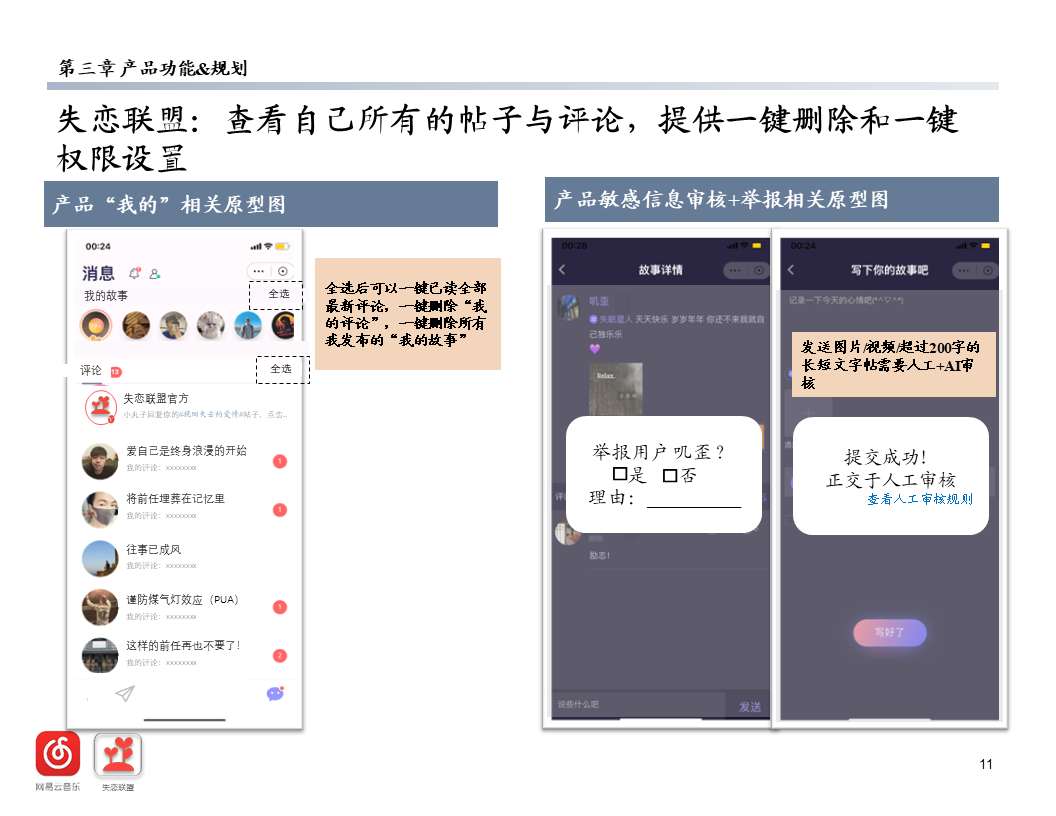 第三章 产品功能&规划
失恋联盟： 查看自己所有的帖子与评论，提供一键删除和一键
权限设置
产品“我的”相关原型图
00:24
消息
我的故事
全选
评论
13
全选
失恋联盟官方
小丸子回复你的#挽回失去的爱情#帖子，点击...
爱自己是终身浪漫的开始
我的评论：xxxxxxxx
1
将前任埋葬在记忆里
我的评论：xxxxxxxx
1
往事已成风
我的评论：xxxxxxxx
谨防煤气灯效应（PUA）
我的评论：xxxxxxxx
1
这样的前任再也不要了！
我的评论：xxxxxxxx
2
全选后可以一键已读全部
最新评论，一键删除“我
的评论”，一键删除所有
我发布的“我的故事”
产品敏感信息审核+举报相关原型图
00:28
故事详情
叽歪
失眠星人 天天快乐 岁岁年年 你还不来我就自
己独乐乐
Relax.
举报用户 叽歪？
是 否
理由：
励志！
说些什么吧
发送
00:24
写下你的故事吧
记录一下今天的心情吧(*^▽^*)
发送图片/视频/超过200字的
长短文字帖需要人工+AI审
核
提交成功！
正交于人工审核
查看人工审核规则
写好了
网易云音乐
失恋联盟
11